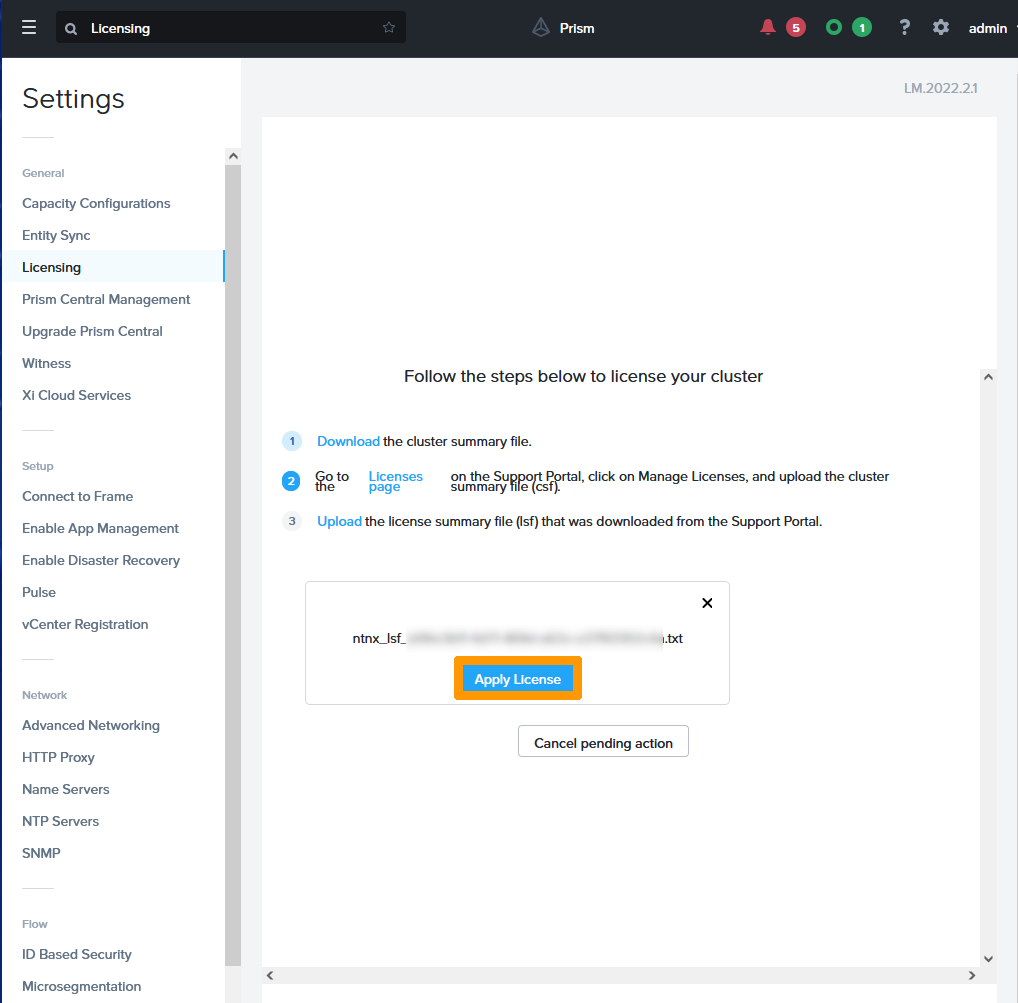 Licensing
Prism
5
1
?
admin
Settings
LM.2022.2.1
General
Capacity Configurations
Entity Sync
Licensing
Prism Central Management
Upgrade Prism Central
Witness
Xi Cloud Services
Setup
Connect to Frame
Enable App Management
Enable Disaster Recovery
Pulse
vCenter Registration
Network
Advanced Networking
HTTP Proxy
Name Servers
NTP Servers
SNMP
Flow
ID Based Security
Microsegmentation
Follow the steps below to license your cluster
1 Download the cluster summary file.
2 Go to the Licenses page on the Support Portal, click on Manage Licenses, and upload the cluster summary file (csf).
3 Upload the license summary file (lsf) that was downloaded from the Support Portal.
ntnx_lsf_ .txt
Apply License
Cancel pending action